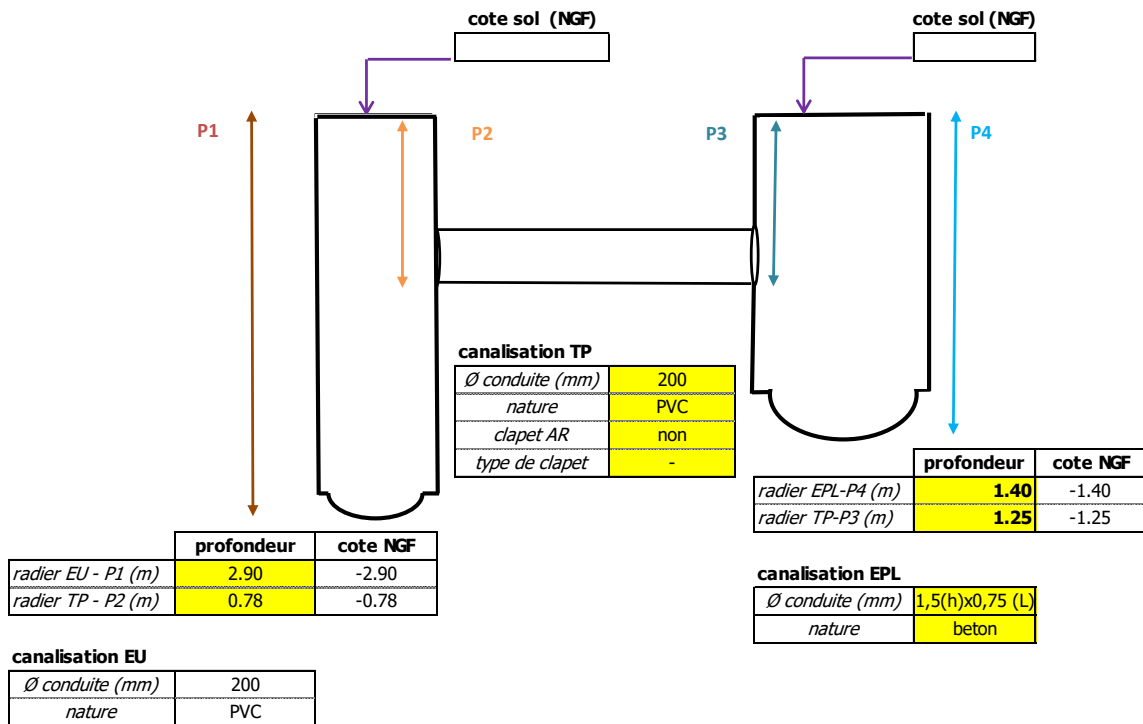 cote sol (NGF)
cote sol (NGF)
P1
P2
P3
P4
canalisation TP
Ø conduite (mm) 200
nature PVC
clapet AR non
type de clapet -
profondeur cote NGF
radier EPL-P4 (m) 1.40 -1.40
radier TP-P3 (m) 1.25 -1.25
profondeur cote NGF
radier EU - P1 (m) 2.90 -2.90
radier TP - P2 (m) 0.78 -0.78
canalisation EPL
Ø conduite (mm) 1,5(h)x0,75 (L)
nature beton
canalisation EU
Ø conduite (mm) 200
nature PVC